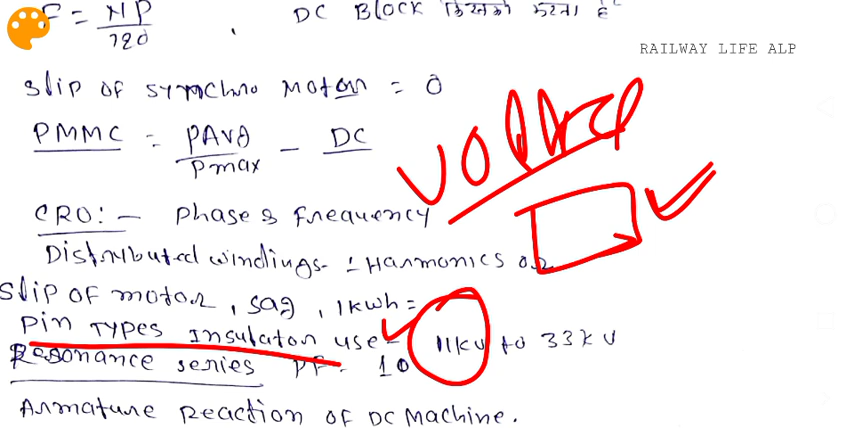 F = NP/120 DC Block किसको करता है
RAILWAY LIFE ALP
Slip of synchro Motor = 0
PMMC = PAvg/Pmax - DC
voltage
CRO:- Phase & Frequency
Distributed windings :Harmonics
Slip of motor, sag, 1kwh =
Pin Types Insulator use - 11kv to 33kv
Resonance series PF = 10
Armature Reaction of DC Machine.